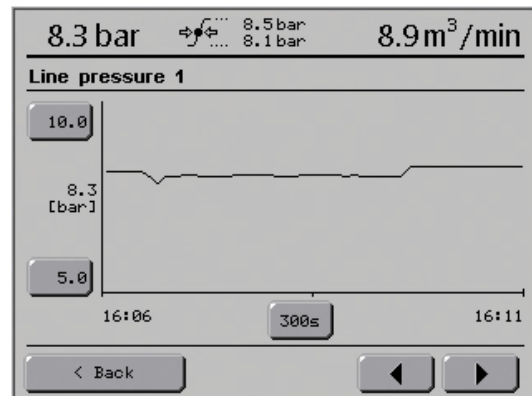 8.3 bar 8.5 bar 8.9 m³/min
8.1 bar
Line pressure 1
10.0
8.3
[bar]
5.0
16:06 300s 16:11
< Back